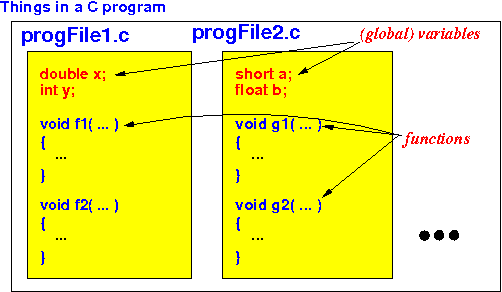 Things in a C program
progFile1.c
progFile2.c
(global) variables
double x;
int y;
void f1( ... )
{
...
}
void f2( ... )
{
...
}
short a;
float b;
void g1( ... )
{
...
}
void g2( ... )
{
...
}
functions